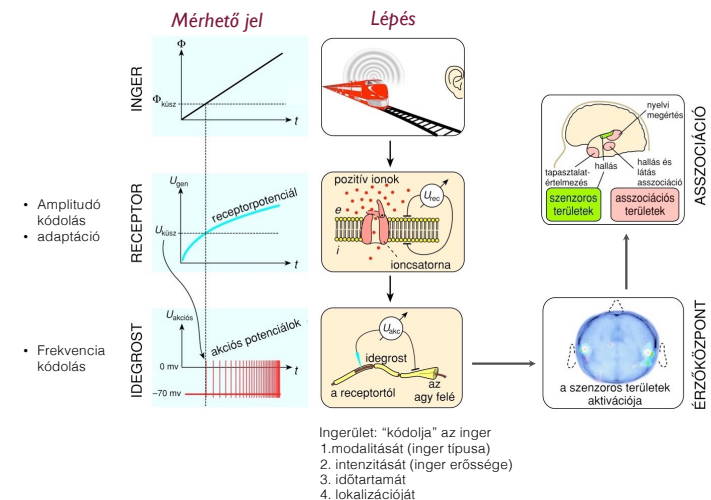 Mérhető jel
Lépés
INGER
Φ
Φkúsz
t
nyelvi
megértés
hallás
tapasztalat-
értelmezés
hallás és
látás
asszociáció
szenzoros
területek
asszociációs
területek
ASSZOCIÁCIÓ
• Amplitudó
kódolás
• adaptáció
RECEPTOR
Ugen
receptorpotenciál
Uküsz
t
pozitív ionok
Urec
e
i
ioncsatorna
• Frekvencia
kódolás
IDEGROST
Uakciós
akciós potenciálok
0 mv
–70 mv
t
Uakc
idegrost
a receptortól
az
agy felé
a szenzoros területek
aktivációja
ÉRZŐKÖZPONT
Ingerület: “kódolja” az inger
1.modalitását (inger típusa)
2. intenzitását (inger erőssége)
3. időtartamát
4. lokalizációját